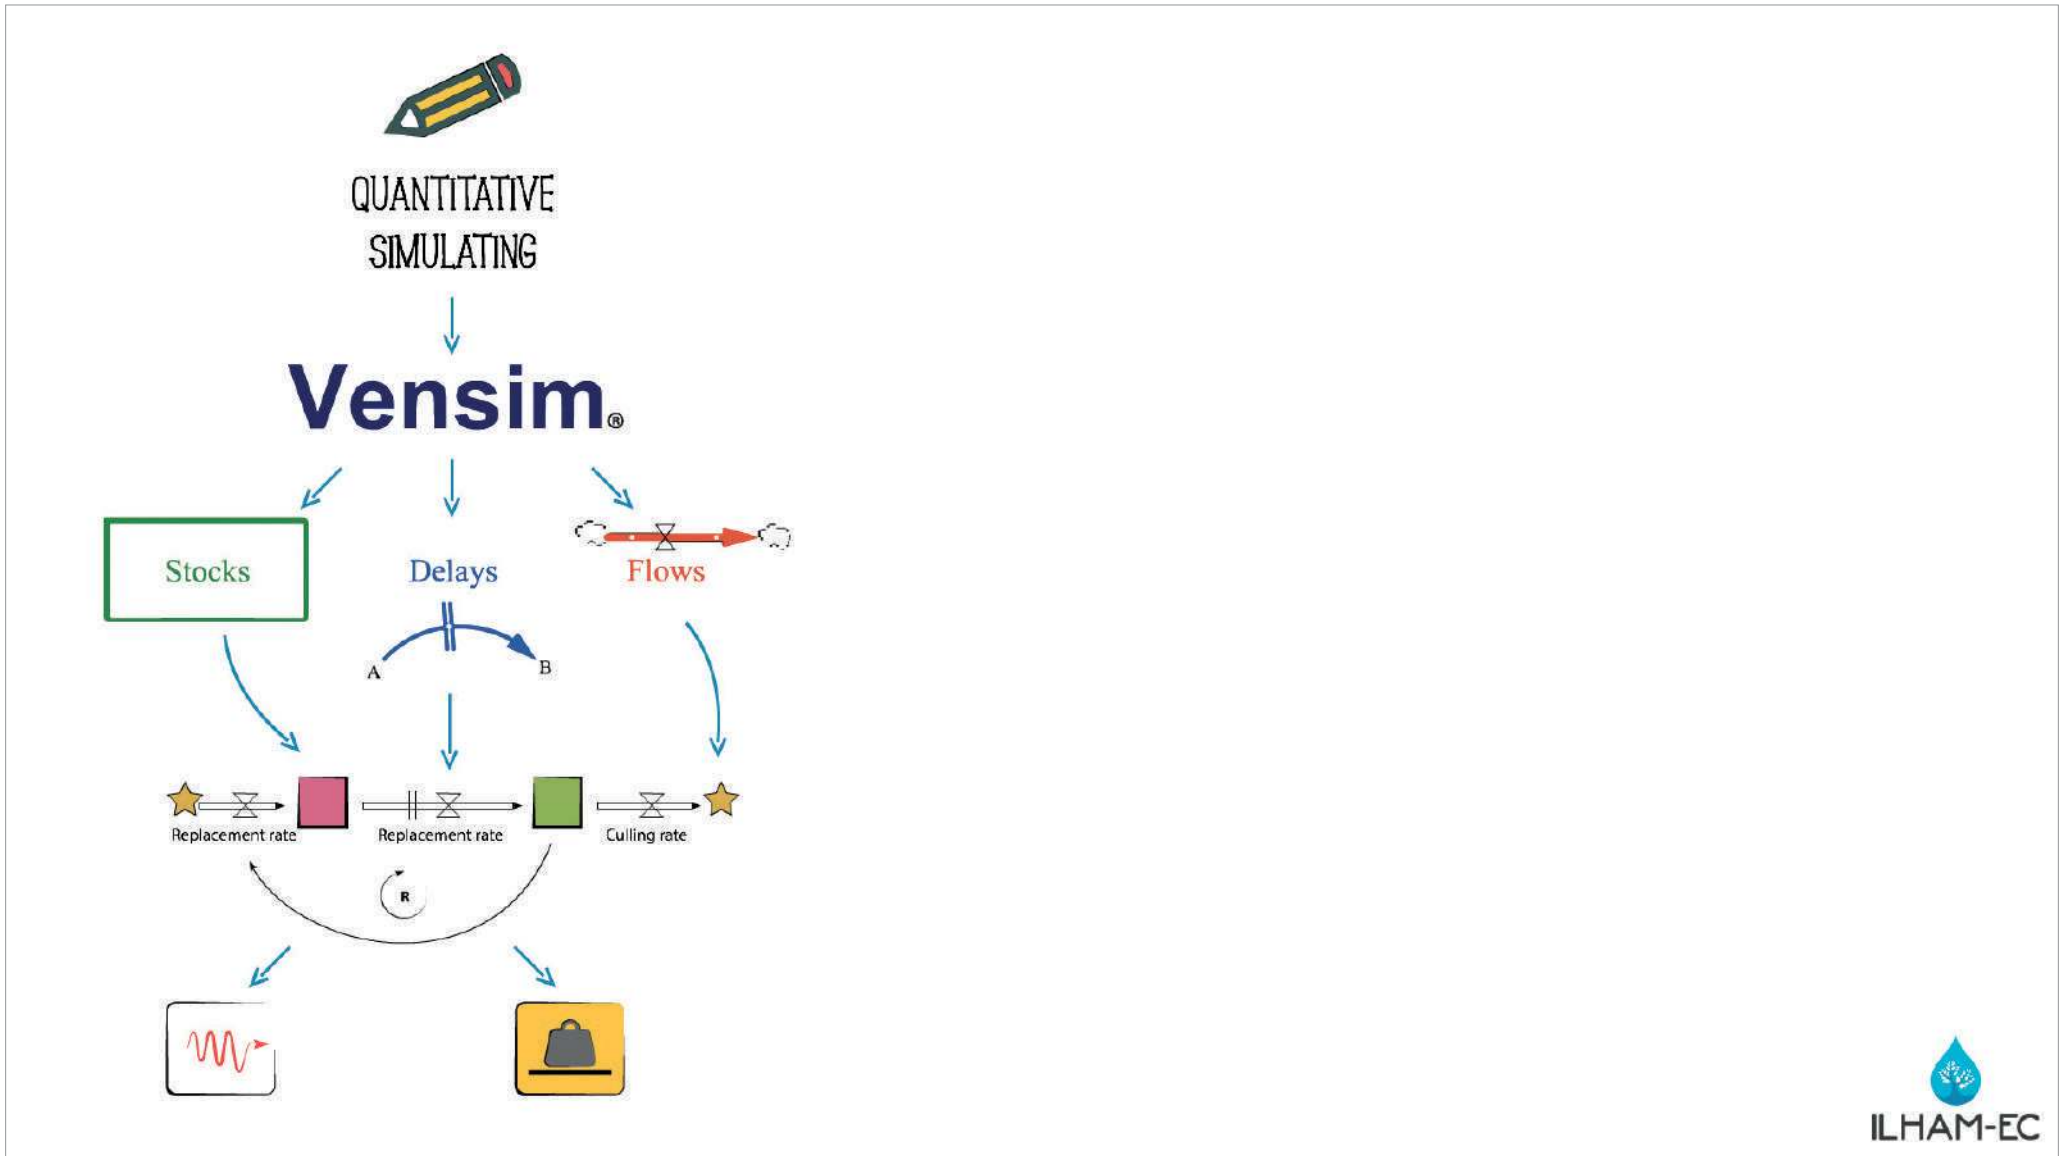 QUANTITATIVE
SIMULATING
Vensim®
Stocks
Delays
Flows
A
B
Replacement rate
Replacement rate
Culling rate
R
ILHAM-EC